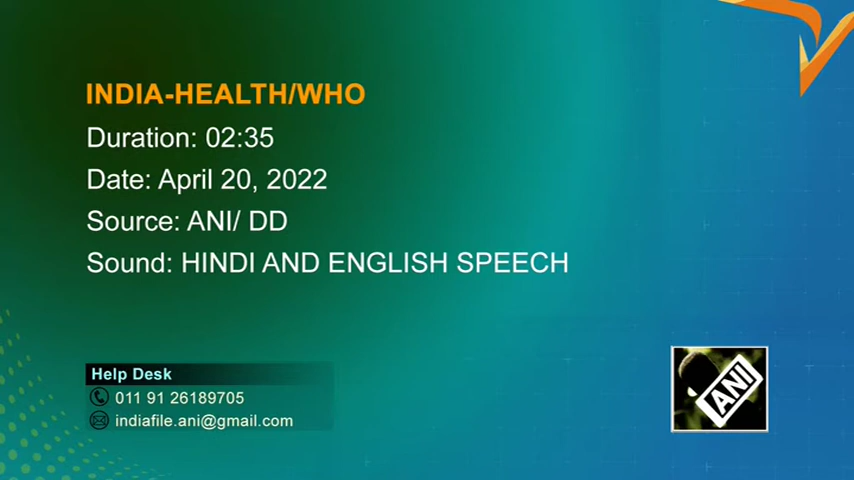 INDIA-HEALTH/WHO
Duration: 02:35
Date: April 20, 2022
Source: ANI/ DD
Sound: HINDI AND ENGLISH SPEECH
Help Desk
011 91 26189705
indiafile.ani@gmail.com
ANI